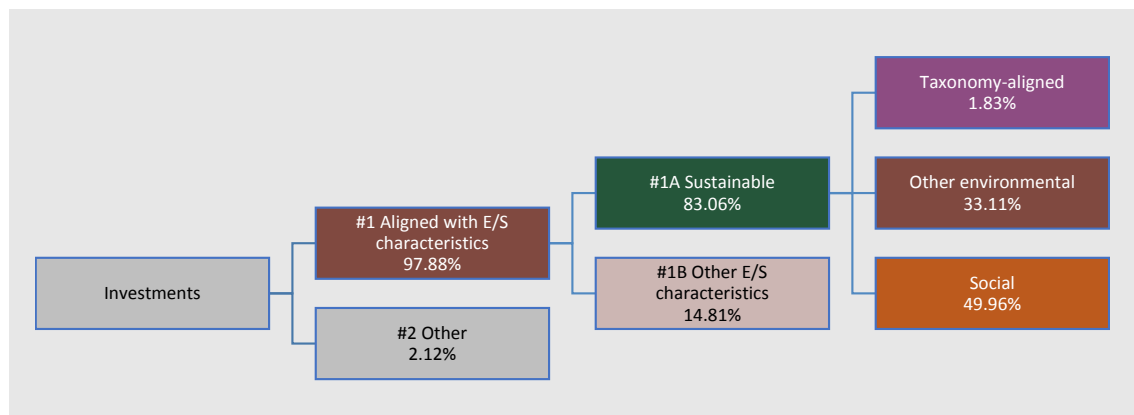 Investments
#1 Aligned with E/S
characteristics
97.88%
#2 Other
2.12%
#1A Sustainable
83.06%
#1B Other E/S
characteristics
14.81%
Taxonomy-aligned
1.83%
Other environmental
33.11%
Social
49.96%